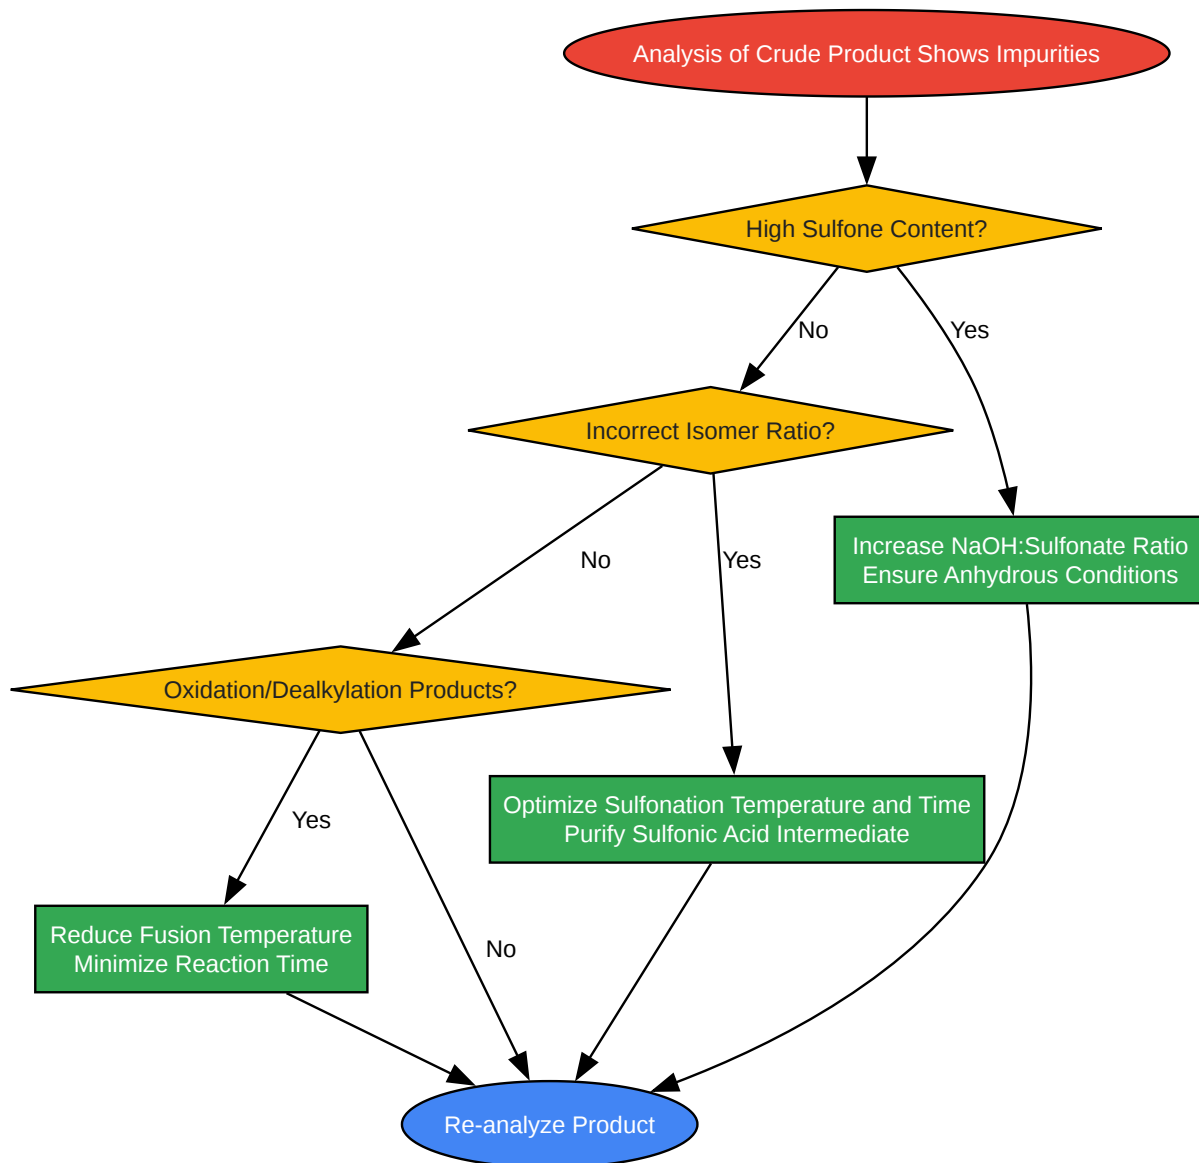 Analysis of Crude Product Shows Impurities
High Sulfone Content?
No
Yes
Incorrect Isomer Ratio?
Increase NaOH:Sulfonate Ratio
Ensure Anhydrous Conditions
No
Yes
Oxidation/Dealkylation Products?
Optimize Sulfonation Temperature and Time
Purify Sulfonic Acid Intermediate
Yes
Reduce Fusion Temperature
Minimize Reaction Time
No
Re-analyze Product